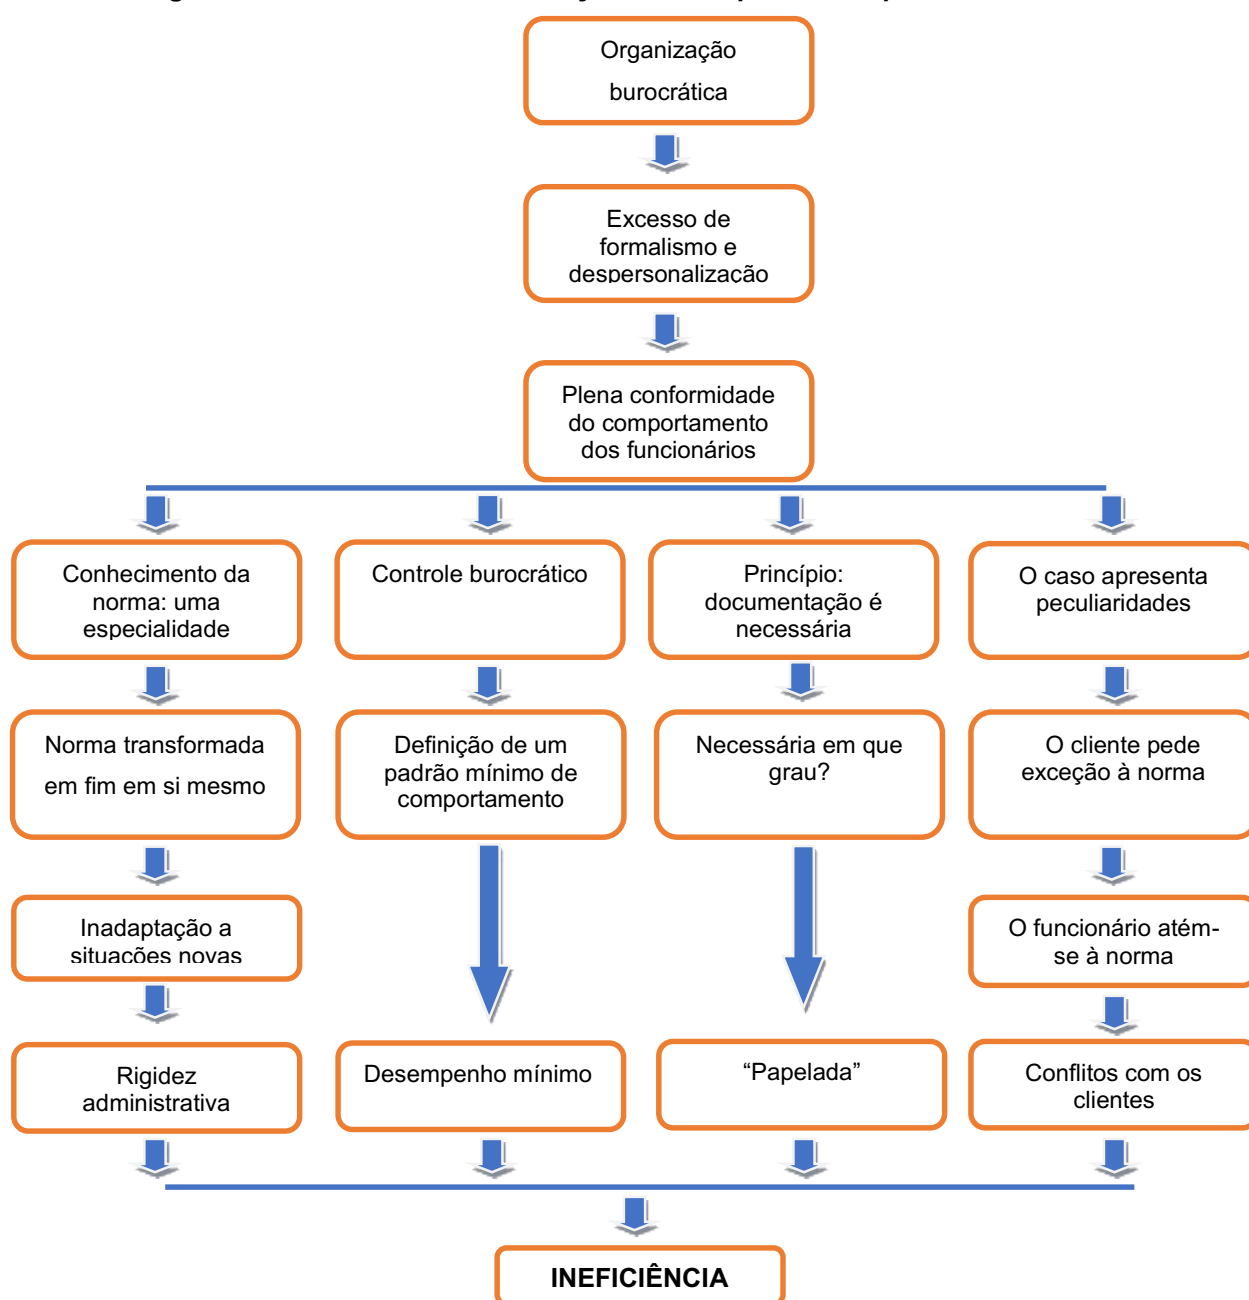 Organização
burocrática
Excesso de
formalismo e
despersonalização
Plena conformidade
do comportamento
dos funcionários
Conhecimento da
norma: uma
especialidade
Controle burocrático
Princípio:
documentação é
necessária
O caso apresenta
peculiaridades
Norma transformada
em fim em si mesmo
Definição de um
padrão mínimo de
comportamento
Necessária em que
grau?
O cliente pede
exceção à norma
Inadaptação a
situações novas
O funcionário atém-
se à norma
Rigidez
administrativa
Desempenho mínimo
“Papelada”
Conflitos com os
clientes
INEFICIÊNCIA